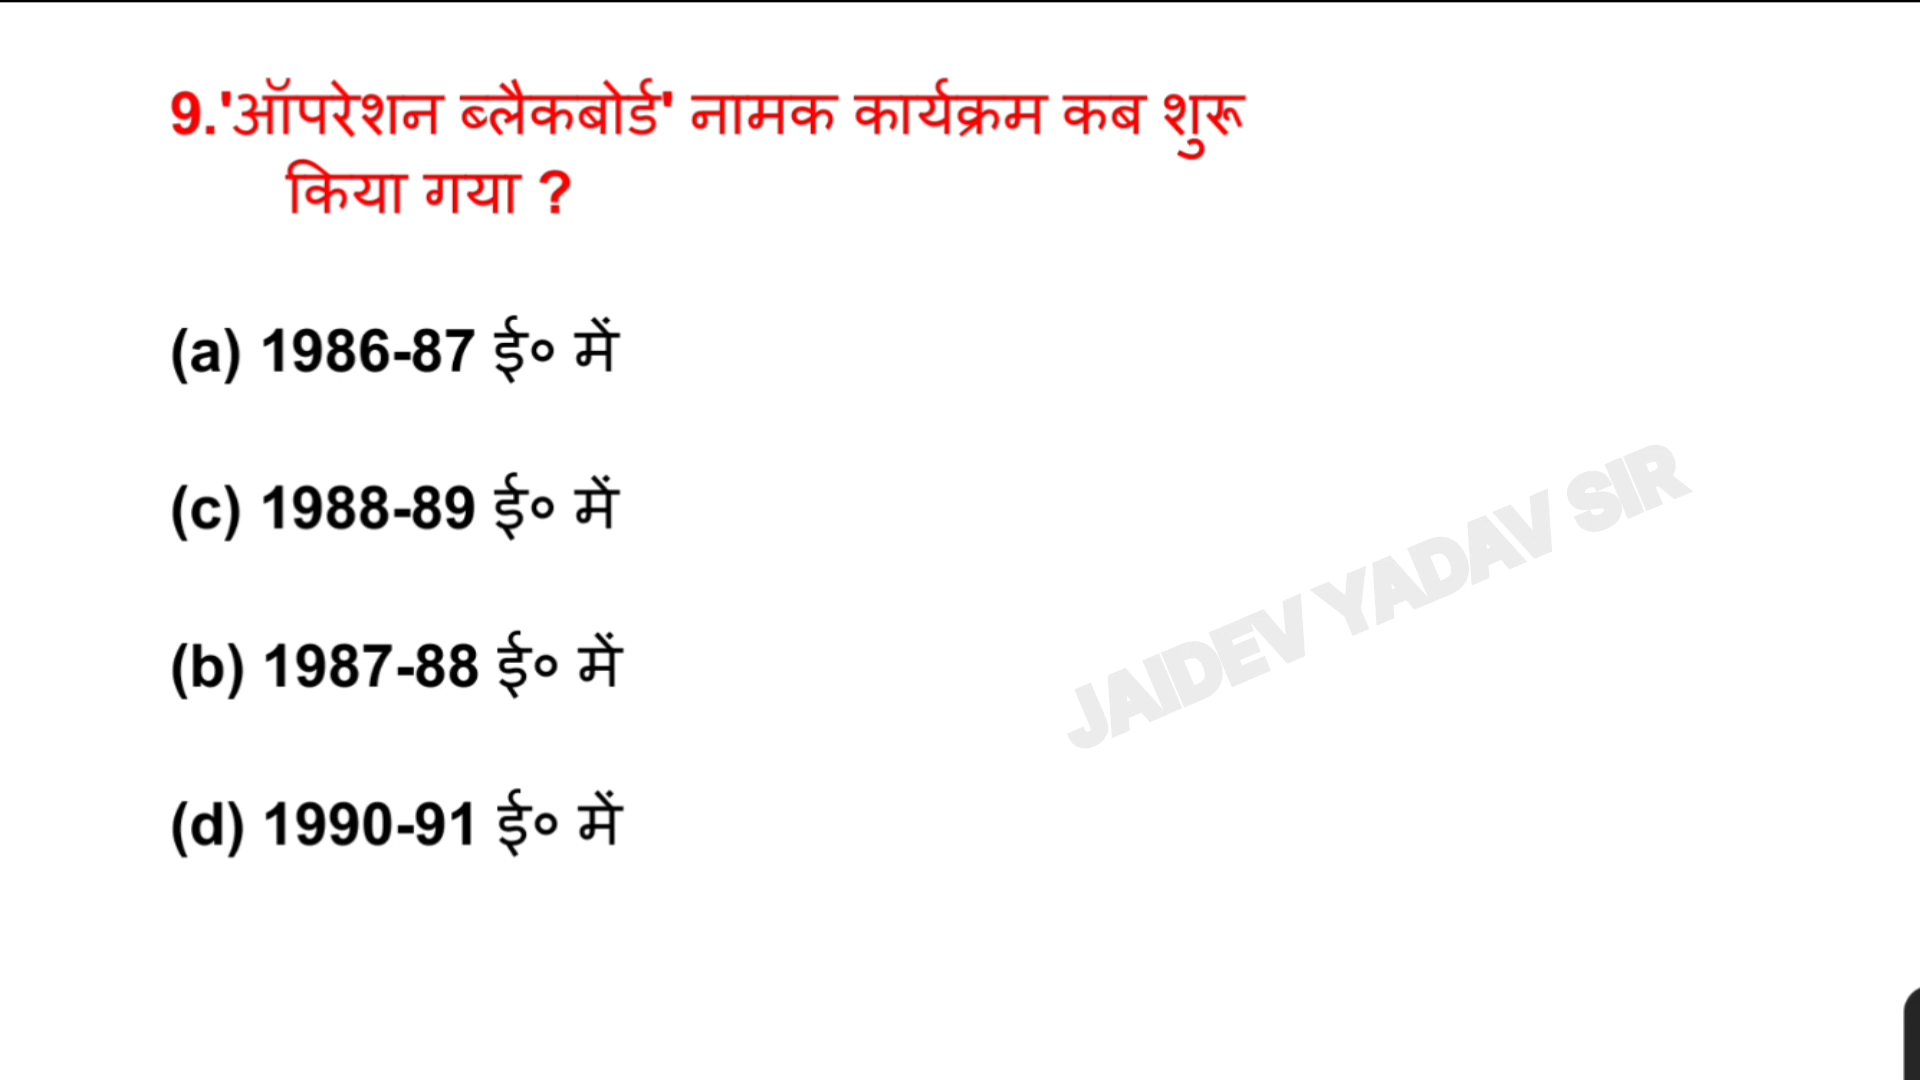 9.'ऑपरेशन ब्लैकबोर्ड' नामक कार्यक्रम कब शुरू
किया गया ?
(a) 1986-87 ई० में
(c) 1988-89 ई० में
(b) 1987-88 ई० में
(d) 1990-91 ई० में
JAIDEV YADAV SIR